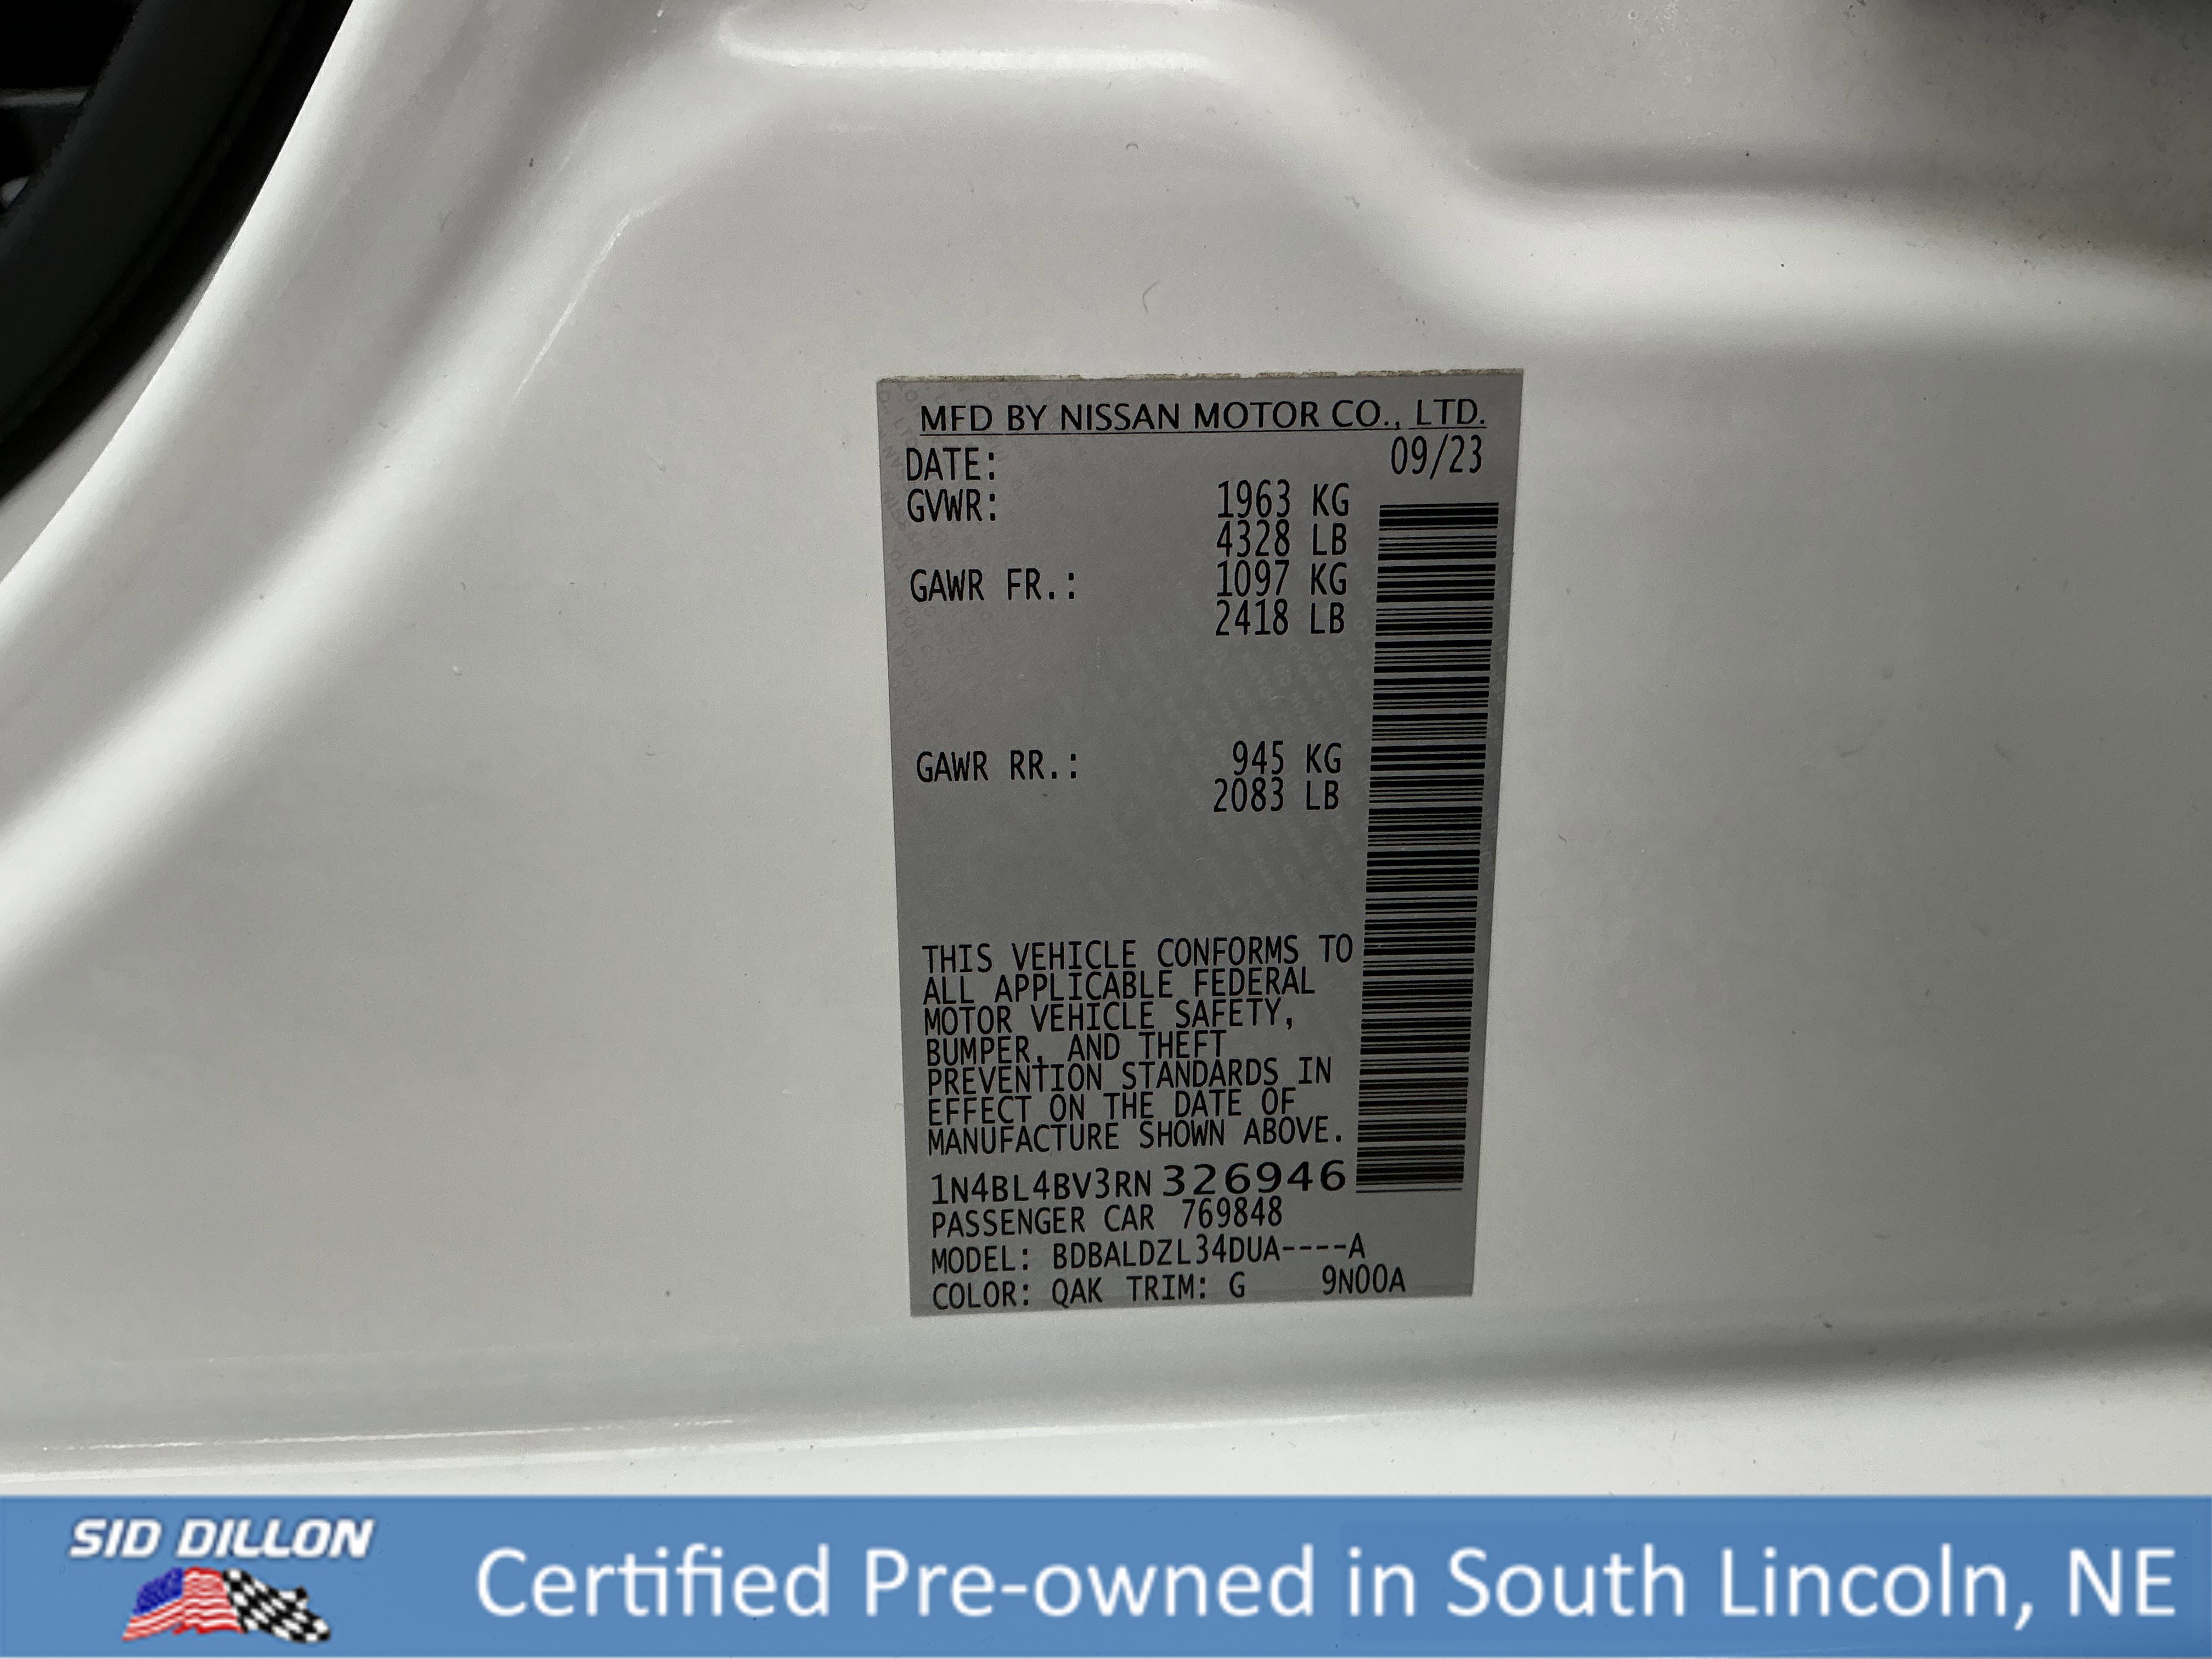 MFD BY NISSAN MOTOR CO., LTD.
DATE: 09/23
GVWR: 1963 KG
4328 LB
GAWR FR.: 1097 KG
2418 LB
GAWR RR.: 945 KG
2083 LB
THIS VEHICLE CONFORMS TO
ALL APPLICABLE FEDERAL
MOTOR VEHICLE SAFETY,
BUMPER, AND THEFT
PREVENTION STANDARDS IN
EFFECT ON THE DATE OF
MANUFACTURE SHOWN ABOVE.
1N4BL4BV3RN326946
PASSENGER CAR 769848
MODEL: BDBALDZL34DUA----A
COLOR: QAK TRIM: G 9N00A
SID DILLON
Certified Pre-owned in South Lincoln, NE